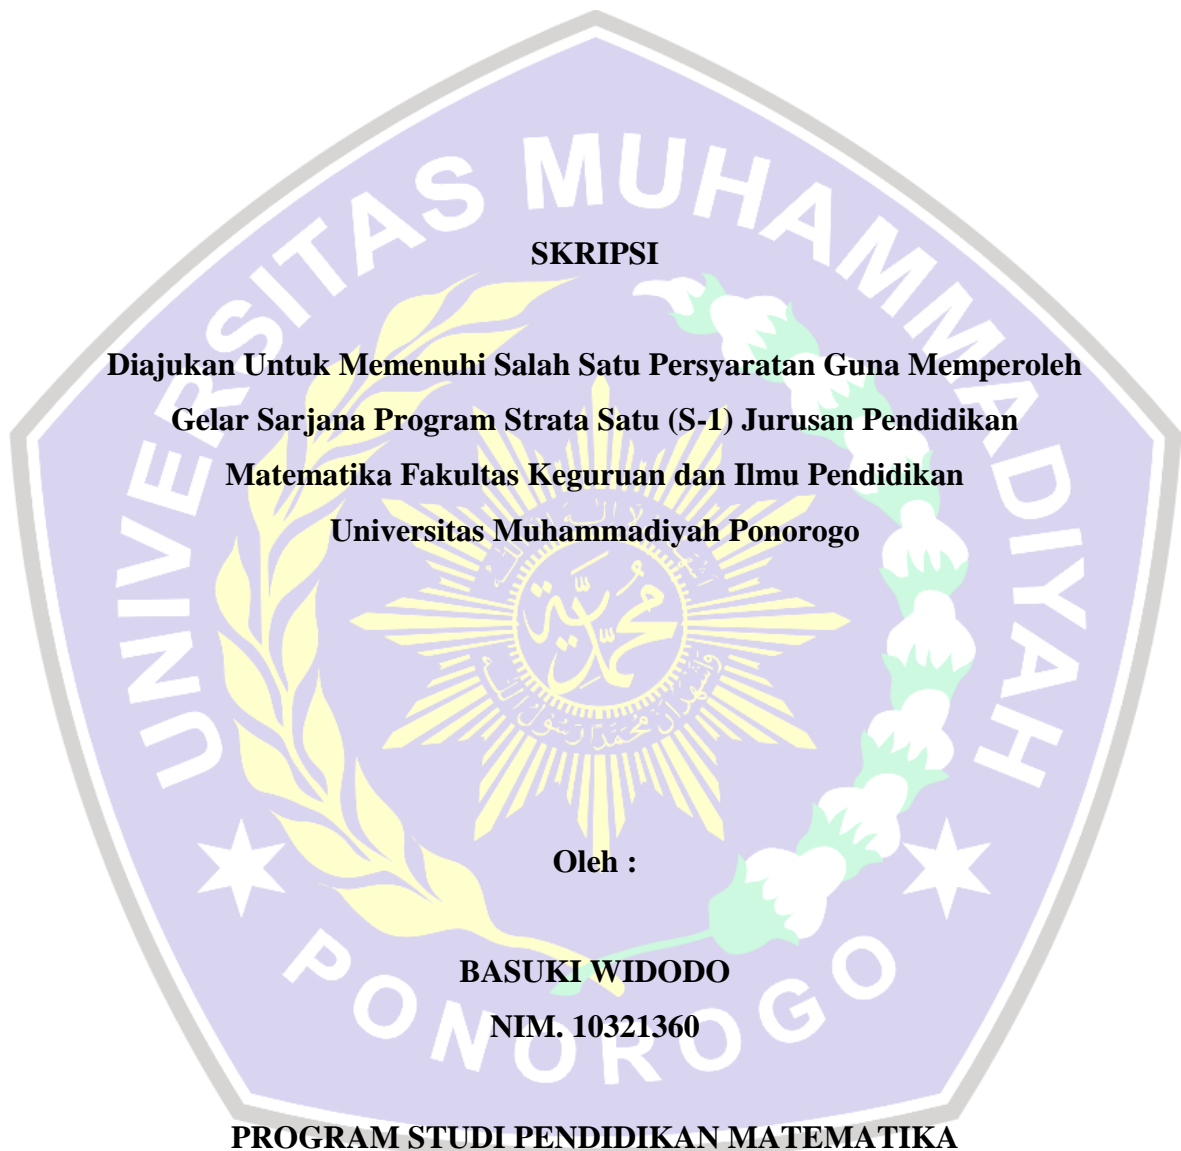 UNIVERSITAS MUHAMMADIYAH
SKRIPSI
Diajukan Untuk Memenuhi Salah Satu Persyaratan Guna Memperoleh
Gelar Sarjana Program Strata Satu (S-1) Jurusan Pendidikan
Matematika Fakultas Keguruan dan Ilmu Pendidikan
Universitas Muhammadiyah Ponorogo
محمدية
Oleh :
BASUKI WIDODO
NIM. 10321360
PONOROGO
PROGRAM STUDI PENDIDIKAN MATEMATIKA